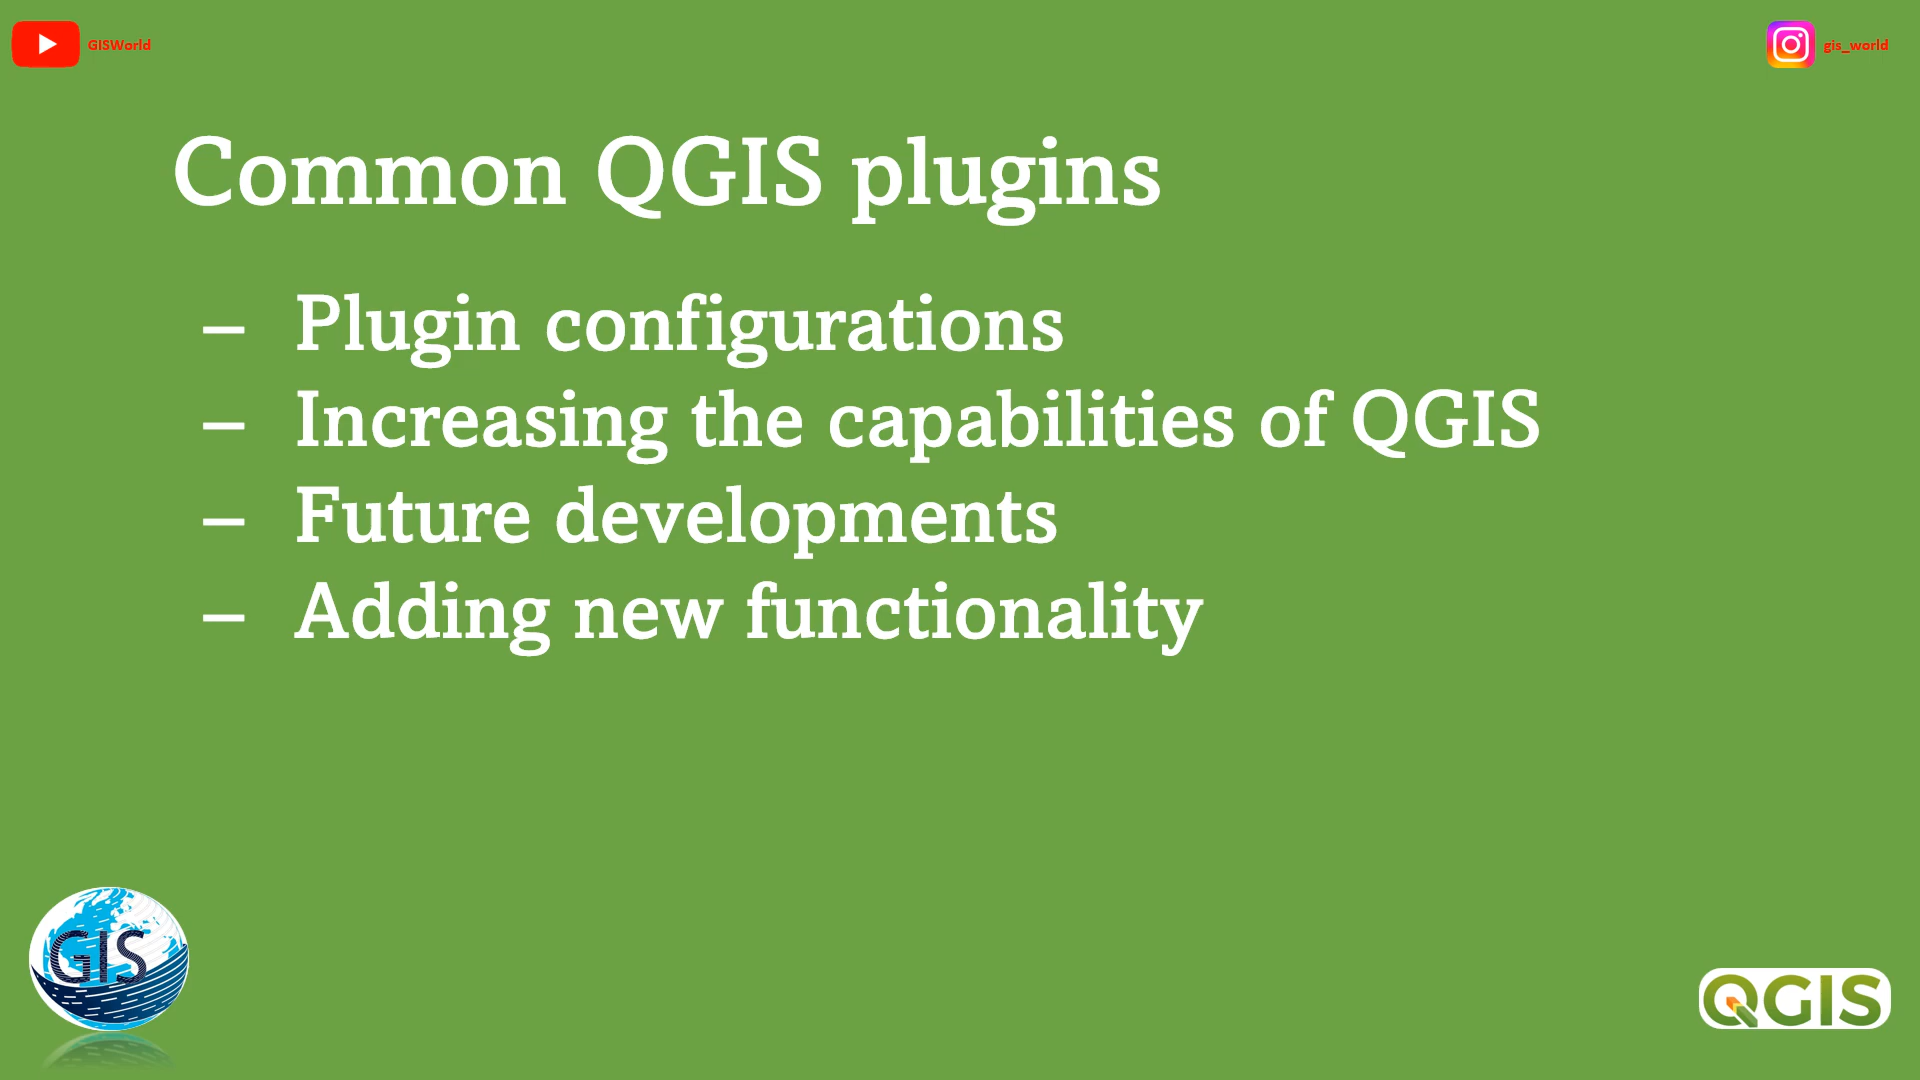 GISWorld
gis_world
Common QGIS plugins
– Plugin configurations
– Increasing the capabilities of QGIS
– Future developments
– Adding new functionality
GIS
QGIS